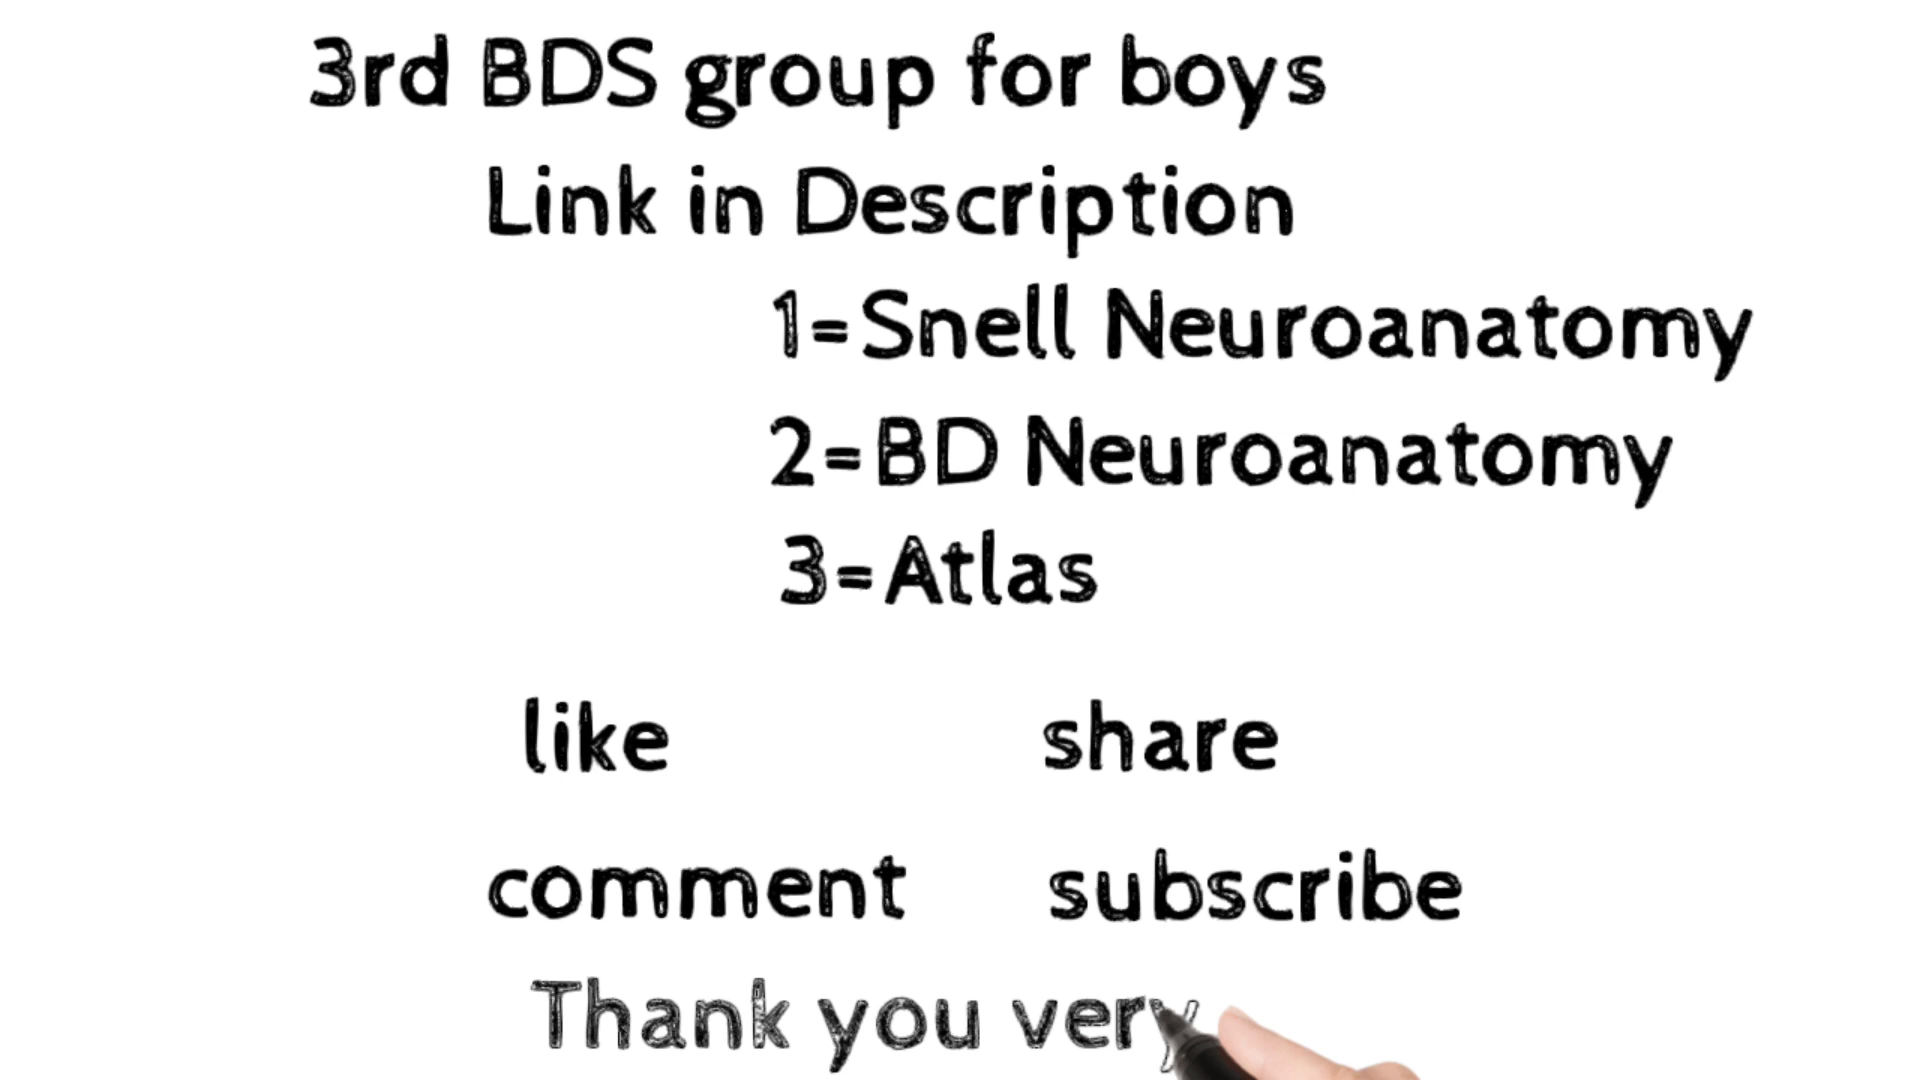 3rd BDS group for boys
Link in Description
1=Snell Neuroanatomy
2=BD Neuroanatomy
3=Atlas
like share
comment subscribe
Thank you very